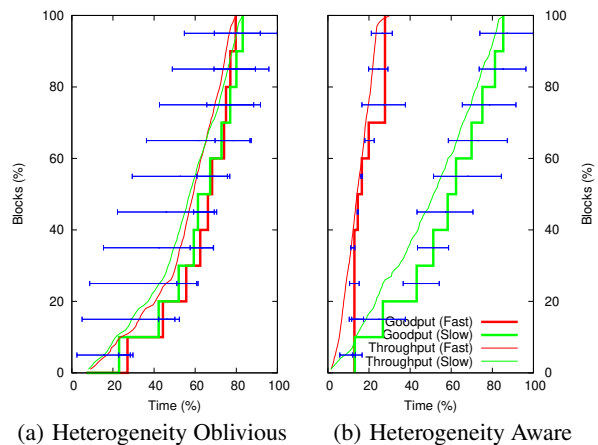 100
80
60
40
20
0
Blocks (%)
0 20 40 60 80 100
Time (%)
(a) Heterogeneity Oblivious
100
80
60
40
20
0
Blocks (%)
Goodput (Fast)
Goodput (Slow)
Throughput (Fast)
Throughput (Slow)
0 20 40 60 80 100
Time (%)
(b) Heterogeneity Aware